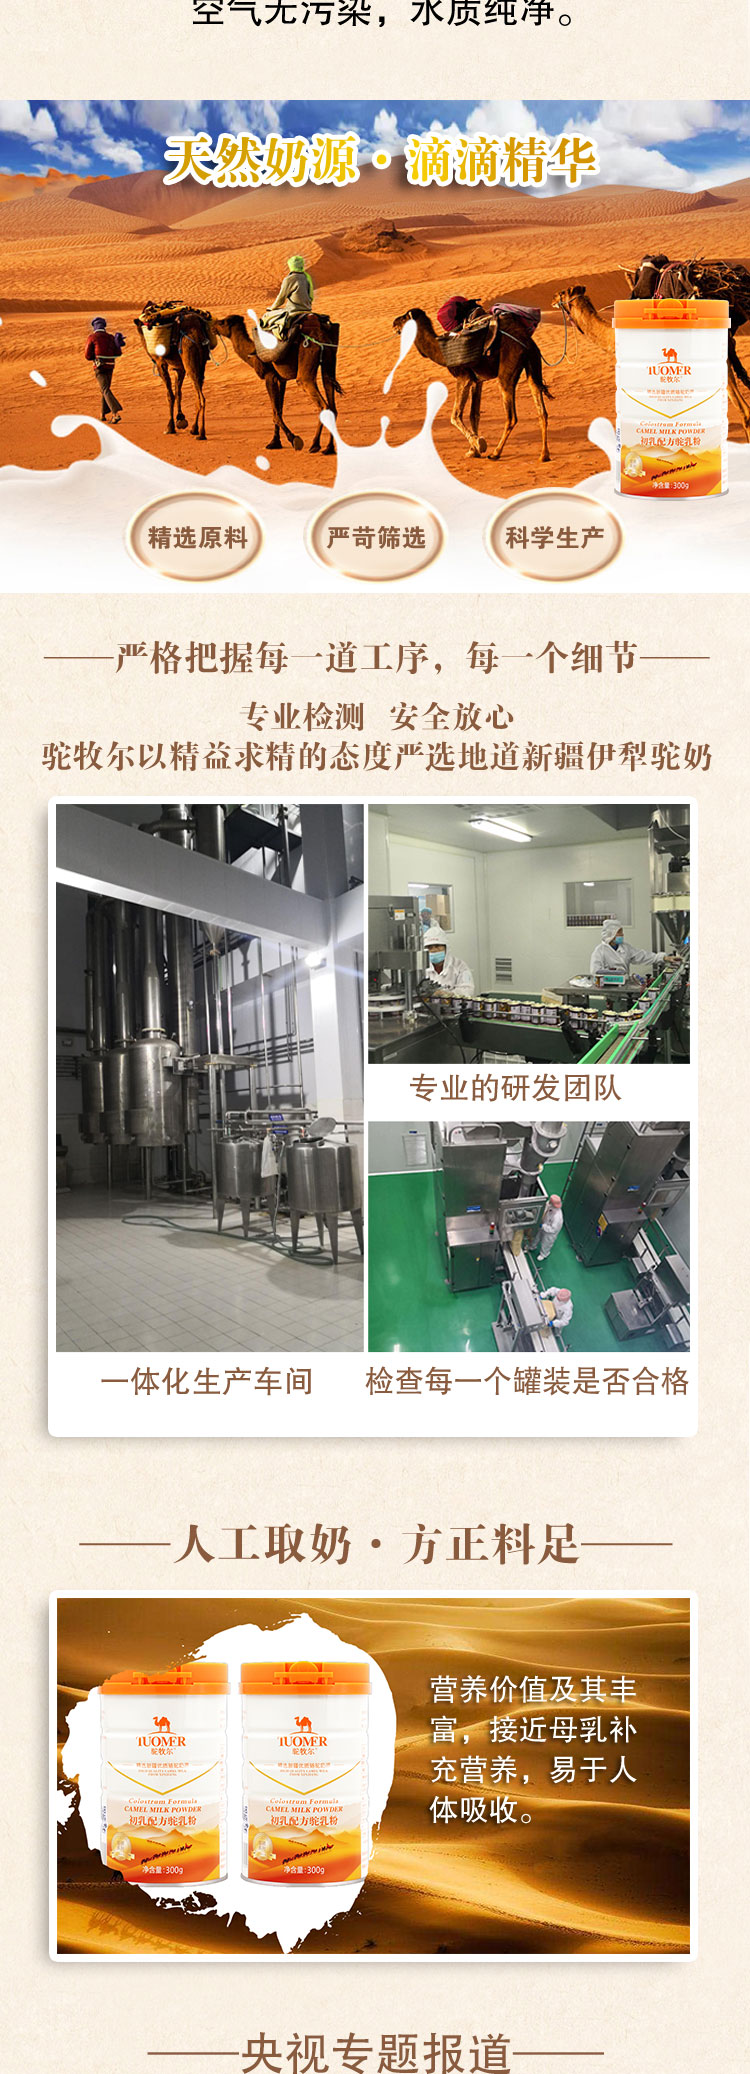 空气无污染，水质纯净。
天然奶源·滴滴精华
TUOMER
驼牧尔
Colostrum Formula
CAMEL MILK POWDER
初乳配方驼乳粉
净含量:300g
精选原料
严苛筛选
科学生产
严格把握每一道工序，每一个细节
专业检测 安全放心
驼牧尔以精益求精的态度严选地道新疆伊犁驼奶
专业的研发团队
一体化生产车间
检查每一个罐装是否合格
人工取奶·方正料足
TUOMER
驼牧尔
Colostrum Formula
CAMEL MILK POWDER
初乳配方驼乳粉
净含量:300g
TUOMER
驼牧尔
Colostrum Formula
CAMEL MILK POWDER
初乳配方驼乳粉
净含量:300g
营养价值及其丰
富，接近母乳补
充营养，易于人
体吸收。
央视专题报道